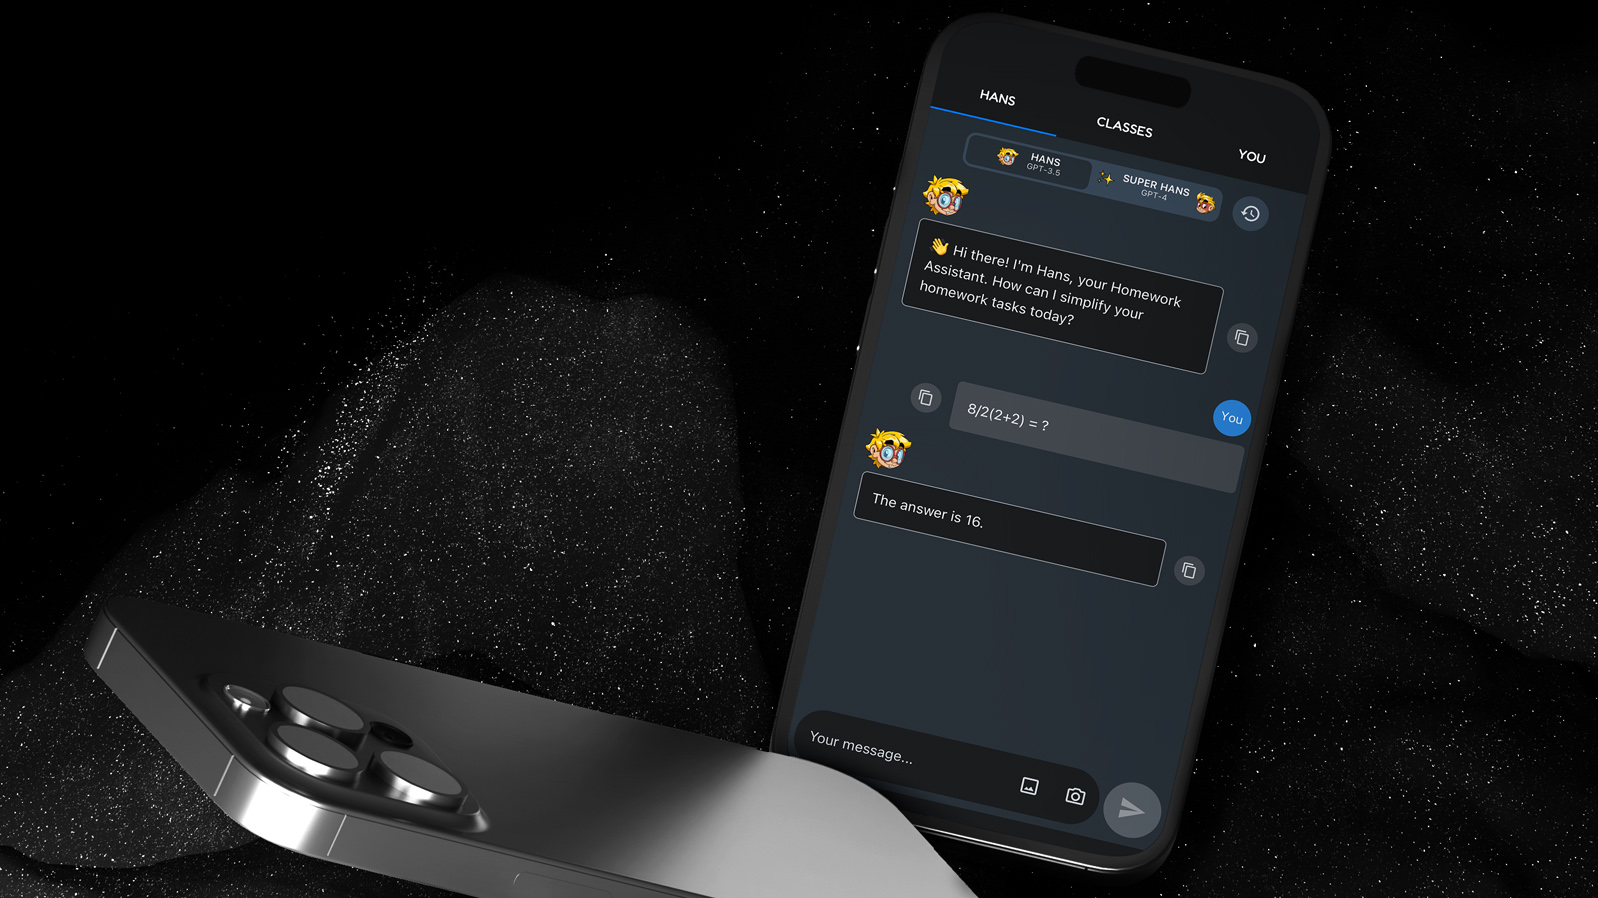 HANS
CLASSES
YOU
HANS
GPT-3.5
SUPER HANS
GPT-4
👋 Hi there! I'm Hans, your Homework
Assistant. How can I simplify your
homework tasks today?
You
8/2(2+2) = ?
The answer is 16.
Your message...